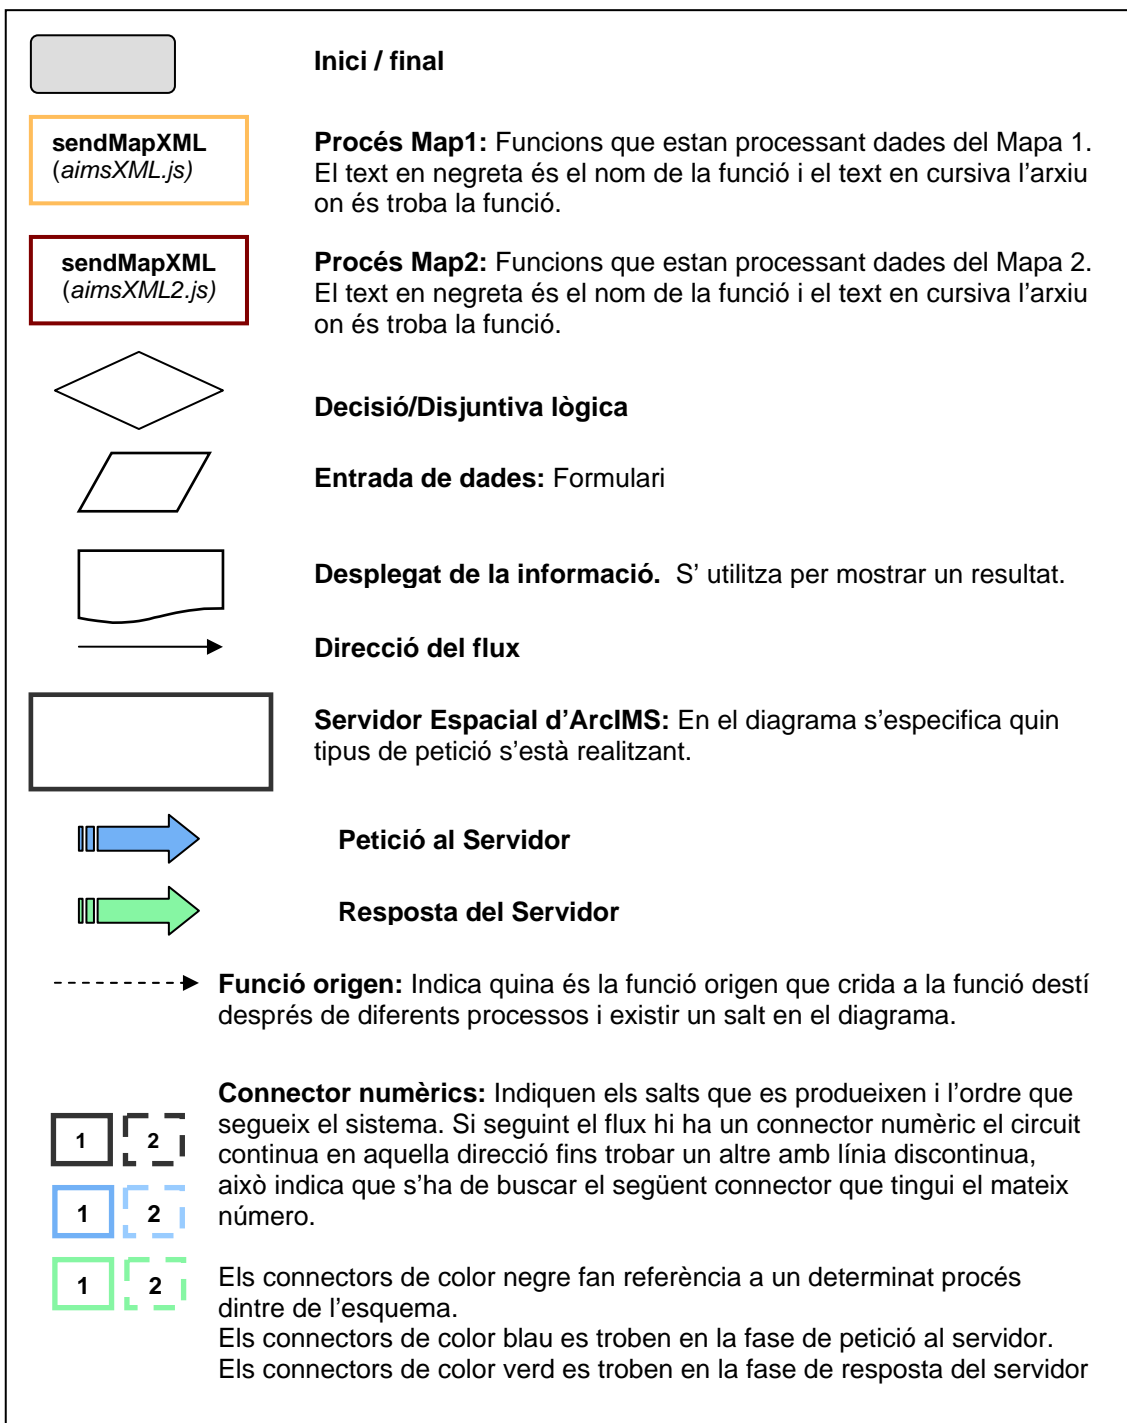 Inici / final
sendMapXML
(aimsXML.js)
Procés Map1: Funcions que estan processant dades del Mapa 1.
El text en negreta és el nom de la funció i el text en cursiva l’arxiu
on és troba la funció.
sendMapXML
(aimsXML2.js)
Procés Map2: Funcions que estan processant dades del Mapa 2.
El text en negreta és el nom de la funció i el text en cursiva l’arxiu
on és troba la funció.
Decisió/Disjuntiva lògica
Entrada de dades: Formulari
Desplegat de la informació. S’ utilitza per mostrar un resultat.
Direcció del flux
Servidor Espacial d’ArcIMS: En el diagrama s’especifica quin
tipus de petició s’està realitzant.
Petició al Servidor
Resposta del Servidor
Funció origen: Indica quina és la funció origen que crida a la funció destí
després de diferents processos i existir un salt en el diagrama.
Connector numèrics: Indiquen els salts que es produeixen i l’ordre que
segueix el sistema. Si seguint el flux hi ha un connector numèric el circuit
continua en aquella direcció fins trobar un altre amb línia discontinua,
això indica que s’ha de buscar el següent connector que tingui el mateix
número.
1 2
1 2
1 2
Els connectors de color negre fan referència a un determinat procés
dintre de l’esquema.
Els connectors de color blau es troben en la fase de petició al servidor.
Els connectors de color verd es troben en la fase de resposta del servidor